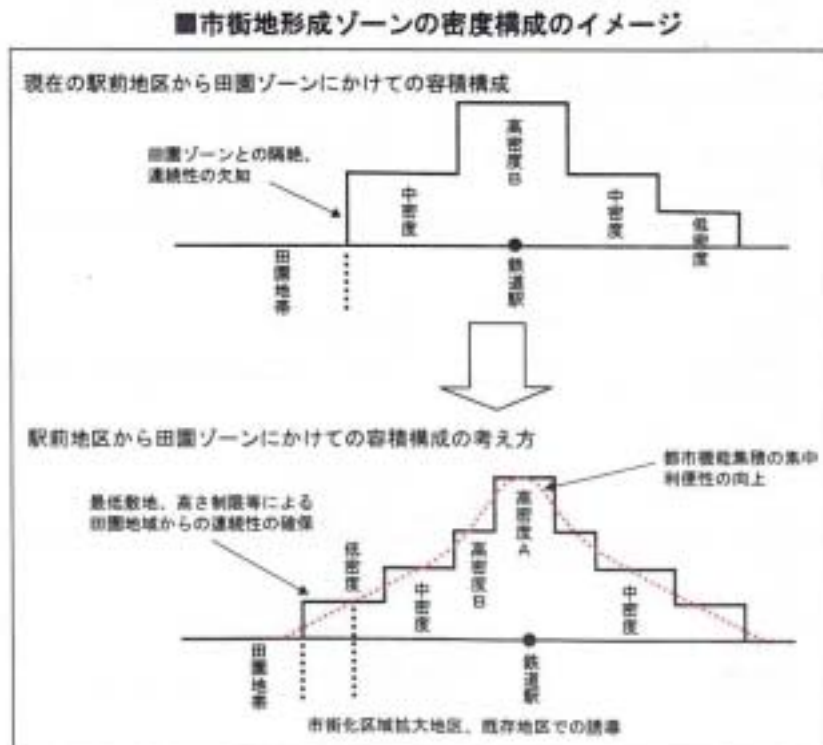 ■市街地形成ゾーンの密度構成のイメージ
現在の駅前地区から田園ゾーンにかけての容積構成
田園ゾーンとの隔絶、
連続性の欠如
高密度B
中密度
中密度
低密度
田園地帯
鉄道駅
駅前地区から田園ゾーンにかけての容積構成の考え方
都市機能集積の集中
利便性の向上
最低敷地、高さ制限等による
田園地域からの連続性の確保
高密度A
低密度
高密度B
中密度
中密度
田園地帯
鉄道駅
市街化区域拡大地区、既存地区での誘導